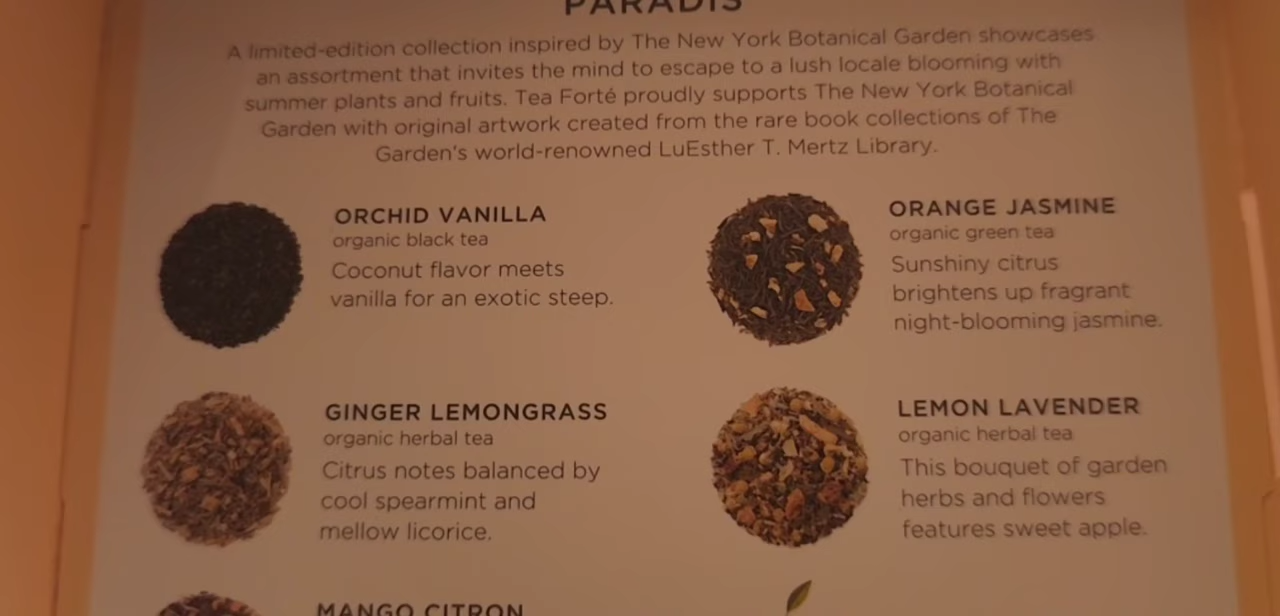 PARADIS
A limited-edition collection inspired by The New York Botanical Garden showcases
an assortment that invites the mind to escape to a lush locale blooming with
summer plants and fruits. Tea Forté proudly supports The New York Botanical
Garden with original artwork created from the rare book collections of The
Garden's world-renowned LuEsther T. Mertz Library.
ORCHID VANILLA
organic black tea
Coconut flavor meets
vanilla for an exotic steep.
ORANGE JASMINE
organic green tea
Sunshiny citrus
brightens up fragrant
night-blooming jasmine.
GINGER LEMONGRASS
organic herbal tea
Citrus notes balanced by
cool spearmint and
mellow licorice.
LEMON LAVENDER
organic herbal tea
This bouquet of garden
herbs and flowers
features sweet apple.
MANGO CITRON